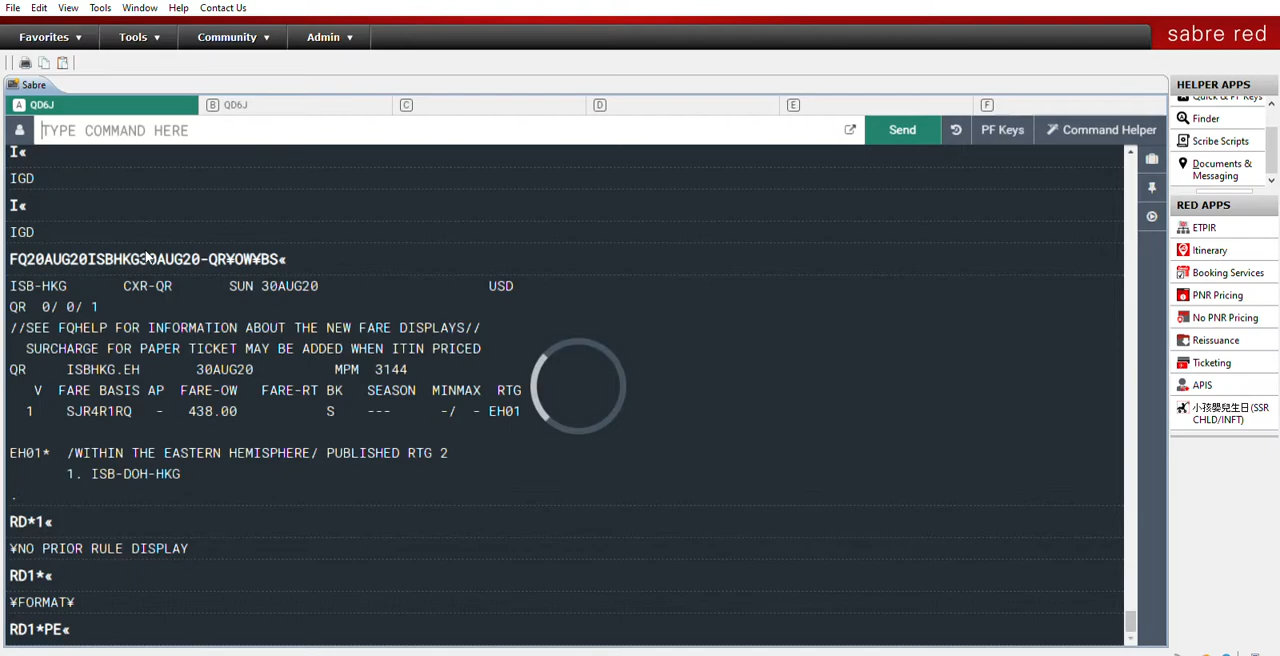 File Edit View Tools Window Help Contact Us
Favorites Tools Community Admin
sabre red
Sabre
HELPER APPS
A QD6J B QD6J C D E F
Quick & PF Keys
TYPE COMMAND HERE
Send PF Keys Command Helper
Finder
Scribe Scripts
Documents &
Messaging
RED APPS
ETPIR
Itinerary
Booking Services
PNR Pricing
No PNR Pricing
Reissuance
Ticketing
APIS
小孩嬰兒生日(SSR
CHLD/INFT)
I«
IGD
I«
IGD
FQ20AUG20ISBHKG30AUG20-QR¥OW¥BS«
ISB-HKG CXR-QR SUN 30AUG20 USD
QR 0/ 0/ 1
//SEE FQHELP FOR INFORMATION ABOUT THE NEW FARE DISPLAYS//
SURCHARGE FOR PAPER TICKET MAY BE ADDED WHEN ITIN PRICED
QR ISBHKG.EH 30AUG20 MPM 3144
V FARE BASIS AP FARE-OW FARE-RT BK SEASON MINMAX RTG
1 SJR4R1RQ - 438.00 S --- -/ - EH01
EH01* /WITHIN THE EASTERN HEMISPHERE/ PUBLISHED RTG 2
1. ISB-DOH-HKG
.
RD*1«
¥NO PRIOR RULE DISPLAY
RD1*«
¥FORMAT¥
RD1*PE«